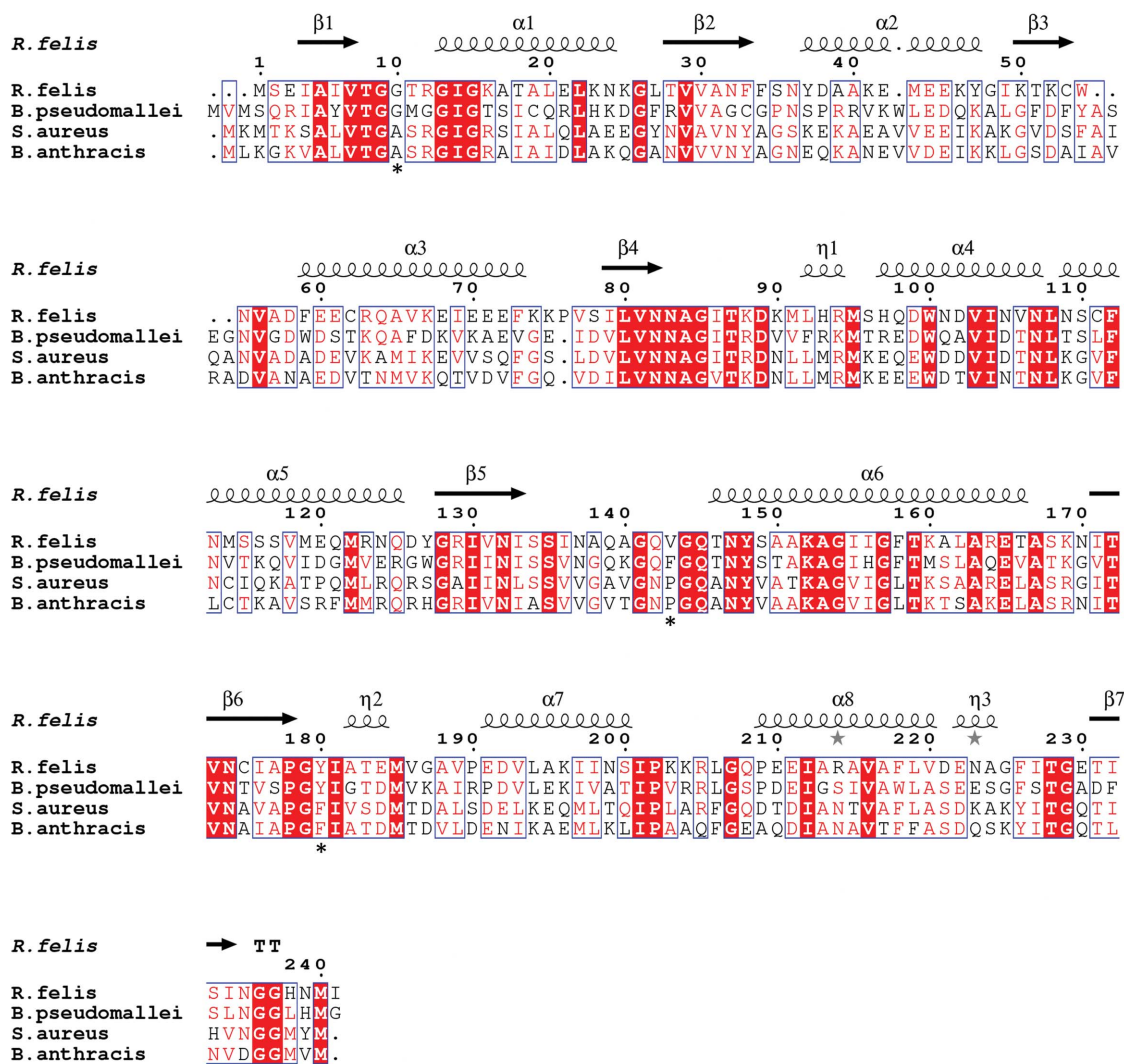 β1 α1 β2 α2 β3
R.felis
1 10 20 30 40 50
R.felis ...MSEIAIVTGGTRGIGKATALELKNKGLTVVANFFSNYDAAKE.MEEKYGIKTKCW..
B.pseudomallei MVMSQRIAYVTGGMGGIGTSICQRLHKDGFRVVAGCGPNSPRRVKWLEDQKALGFDFYAS
S.aureus .MKMTKSALVTGASRGIGRSIALQLAEEGYNVAVNYAGSKEKAEAVVEEIKAKGVDSFAI
B.anthracis .MLKGKVALVTGASRGIGRAIAIDLAKQGANVVVNYAGNEQKANEVVDEIKKLGSDAIAV
*
α3 β4 η1 α4
R.felis
60 70 80 90 100 110
R.felis ..NVADFEECRQAVKEIEEEFKKPVSILVNNAGITKDKMLHRMSHQDWNDVINVNLNSCF
B.pseudomallei EGNVGDWDSTKQAFDKVKAEVGE.IDVLVNNAGITRDVVFRKMTREDWQAVIDTNLTSLF
S.aureus QANVADADEVKAMIKEVVSQFGS.LDVLVNNAGITRDNLLMRMKEQEWDDVIDTNLKGVF
B.anthracis RADVANAEDVTNMVKQTVDVFGQ.VDILVNNAGVTKDNLLMRMKEEEWDTVINTNLKGVF
α5 β5 α6
R.felis
120 130 140 150 160 170
R.felis NMSSSVMEQMRNQDYGRIVNISSINAQAGQVGQTNYSAAKAGIIGFTKALARETASKNIT
B.pseudomallei NVTKQVIDGMVERGWGRIINISSVNGQKGQFGQTNYSTAKAGIHGFTMSLAQEVATKGVT
S.aureus NCIQKATPQMLRQRSGAIINLSSVVGAVGNPGQANYVATKAGVIGLTKSAARELASRGIT
B.anthracis LCTKAVSRFMMRQRHGRIVNIASVVGVTGNPGQANYVAAKAGVIGLTKTSAKELASRNIT
*
β6 η2 α7 α8 η3 β7
R.felis ★ ★
180 190 200 210 220 230
R.felis VNCIAPGYIATEMVGAVPEDVLAKIINSIPKKRLGQPEEIARAVAFLVDENAGFITGETI
B.pseudomallei VNTVSPGYIGTDMVKAIRPDVLEKIVATIPVRRLGSPDEIGSIVAWLASEESGFSTGADF
S.aureus VNAVAPGFIVSDMTDALSDELKEQMLTQIPLARFGQDTDIANTVAFLASDKAKYITGQTI
B.anthracis VNAIAPGFIATDMTDVLDENIKAEMLKLIPAAQFGEAQDIANAVTFFASDQSKYITGQTL
*
R.felis TT
240
R.felis SINGGHNMI
B.pseudomallei SLNGGLHMG
S.aureus HVNGGMYM.
B.anthracis NVDGGMVM.